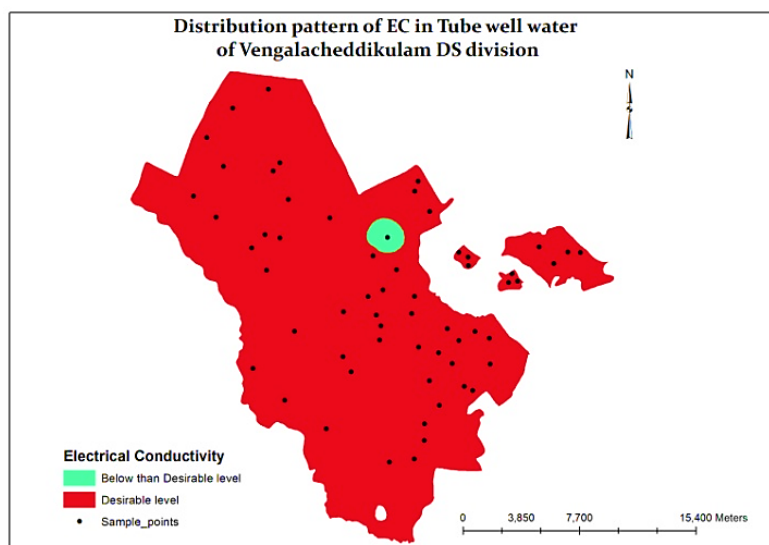 Distribution pattern of EC in Tube well water
of Vengalacheddikulam DS division
N
Electrical Conductivity
Below than Desirable level
Desirable level
Sample_points
0 3,850 7,700 15,400 Meters